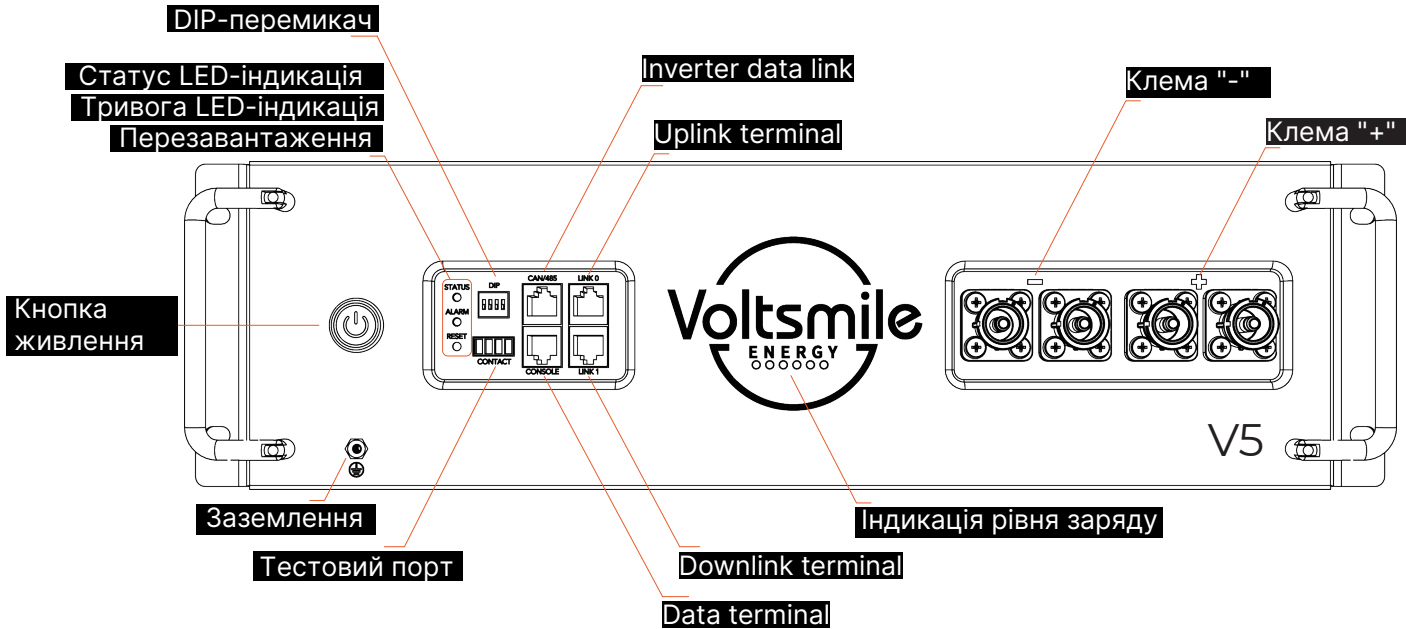 DIP-перемикач
Статус LED-індикація
Тривога LED-індикація
Перезавантаження
Inverter data link
Uplink terminal
Клема "-"
Клема "+"
Кнопка
живлення
STATUS
ALARM
RESET
DIP
CONTACT
CAN/485
LINK 0
CONSOLE
LINK 1
Voltsmile
ENERGY
V5
Заземлення
Тестовий порт
Індикація рівня заряду
Downlink terminal
Data terminal